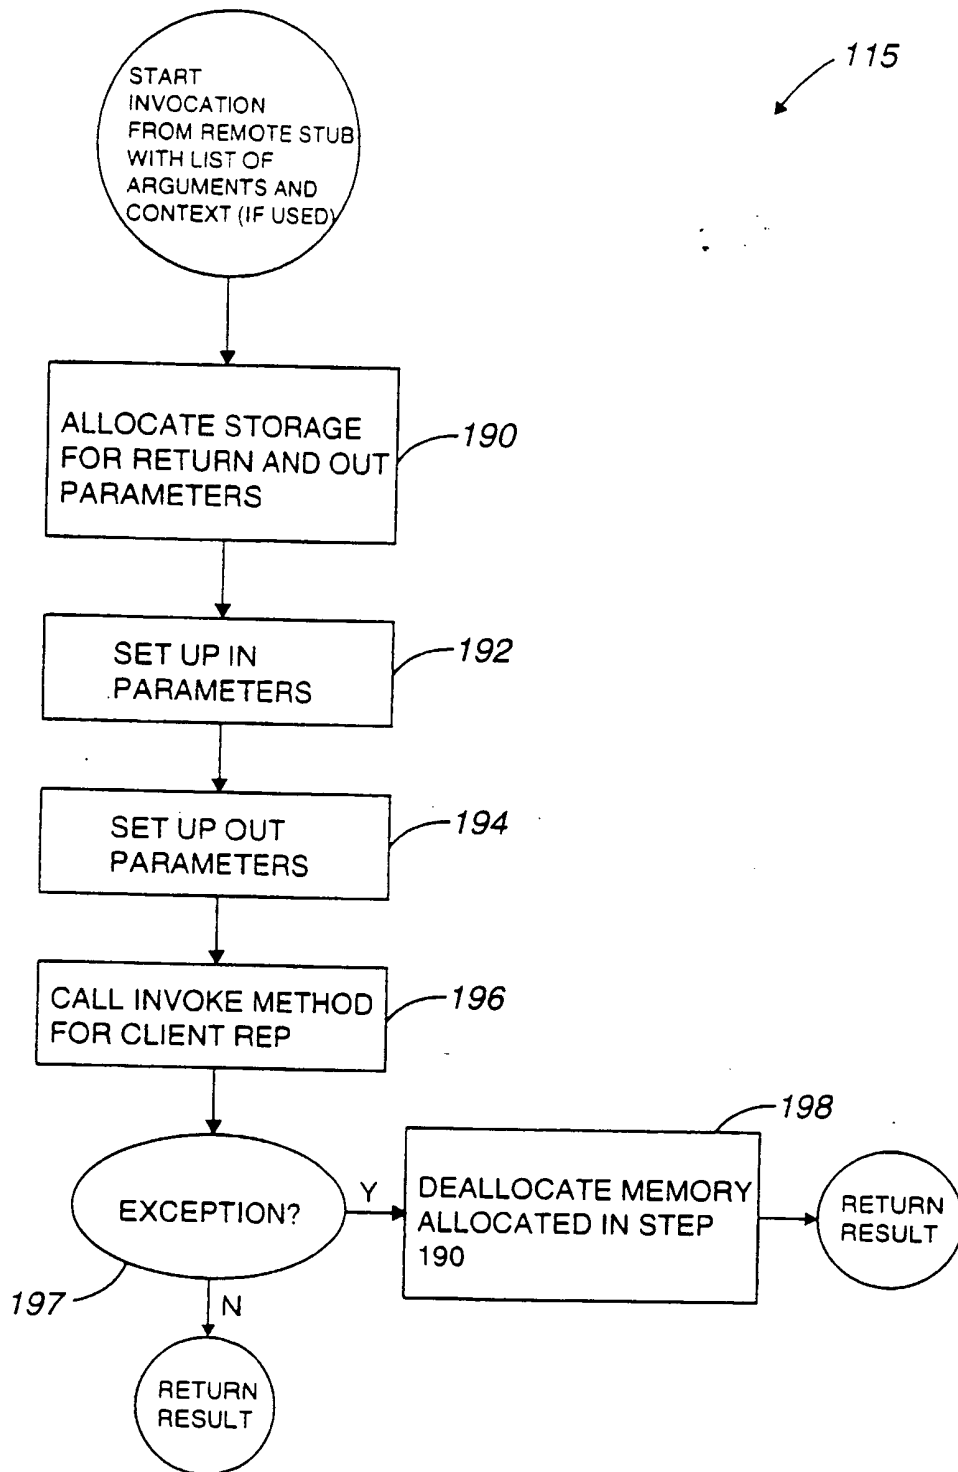 START
INVOCATION
FROM REMOTE STUB
WITH LIST OF
ARGUMENTS AND
CONTEXT (IF USED)
115
ALLOCATE STORAGE
FOR RETURN AND OUT
PARAMETERS
190
SET UP IN
PARAMETERS
192
SET UP OUT
PARAMETERS
194
CALL INVOKE METHOD
FOR CLIENT REP
196
EXCEPTION?
197
Y
N
DEALLOCATE MEMORY
ALLOCATED IN STEP
190
198
RETURN
RESULT
RETURN
RESULT